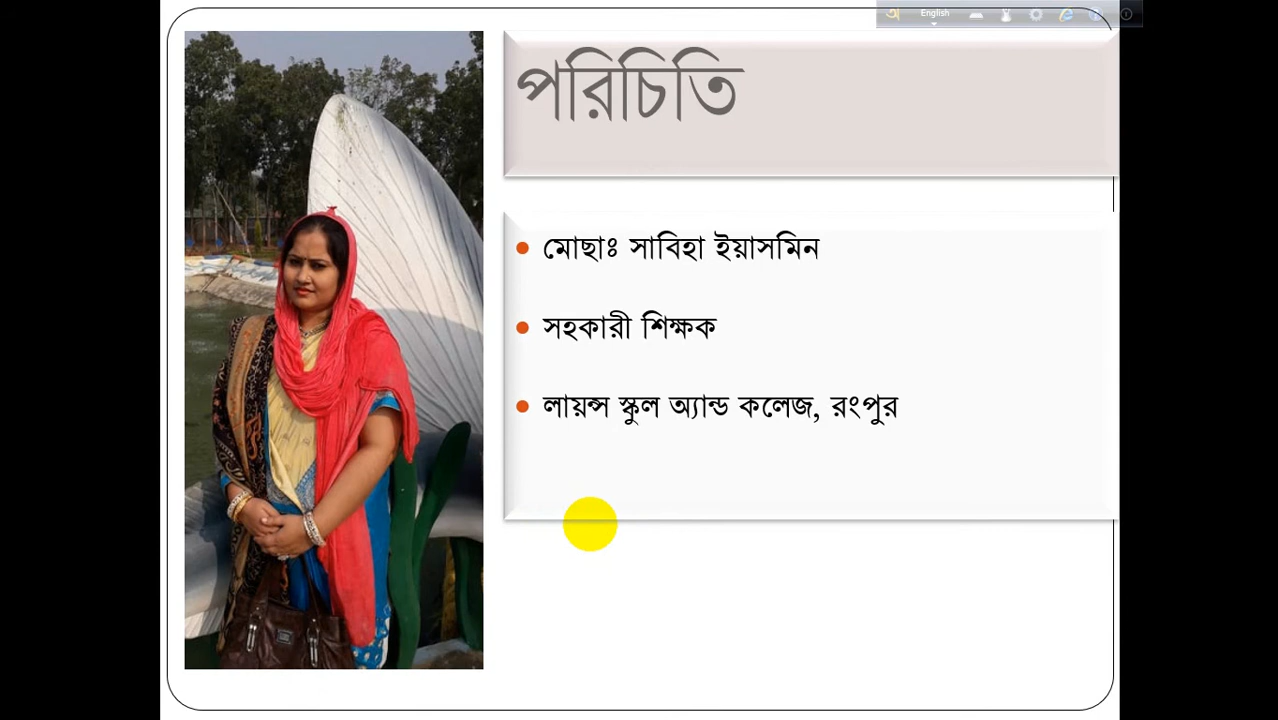 English
পরিচিতি
মোছাঃ সাবিহা ইয়াসমিন
সহকারী শিক্ষক
লায়ন্স স্কুল অ্যান্ড কলেজ, রংপুর